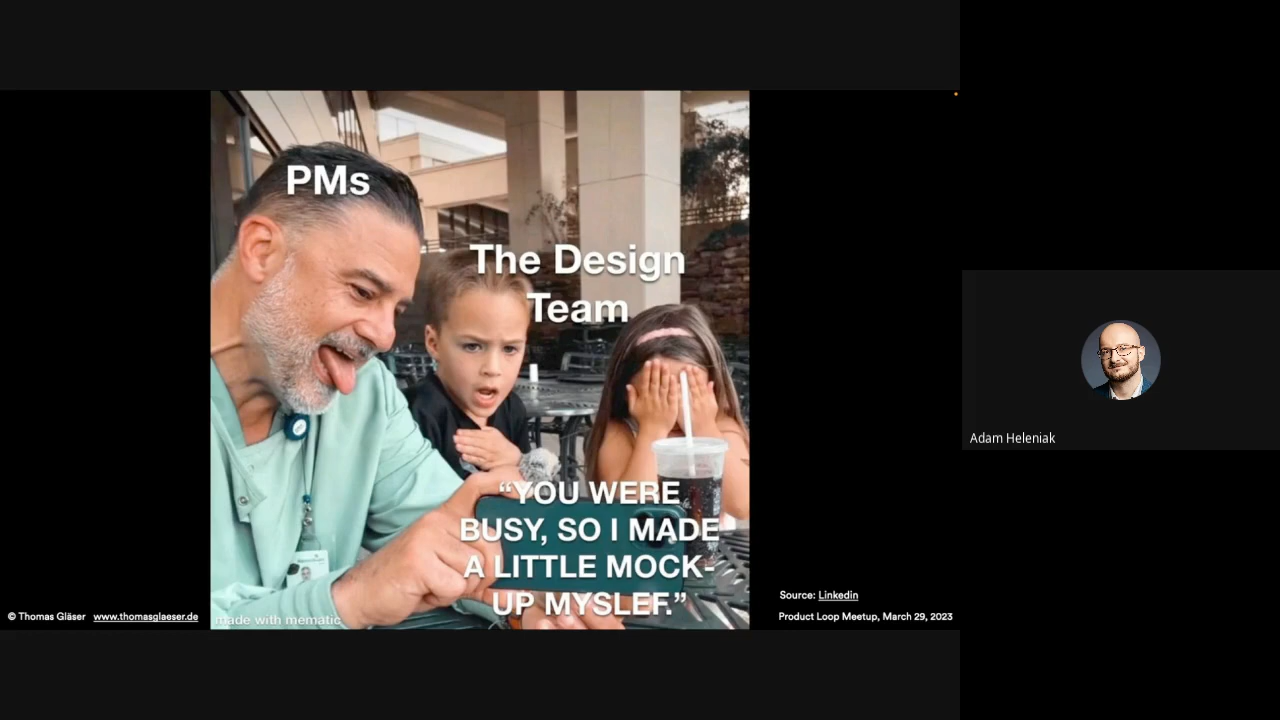 PMs
The Design
Team
“YOU WERE
BUSY, SO I MADE
A LITTLE MOCK-
UP MYSLEF.”
made with mematic
© Thomas Gläser www.thomasglaeser.de
Source: Linkedin
Product Loop Meetup, March 29, 2023
Adam Heleniak